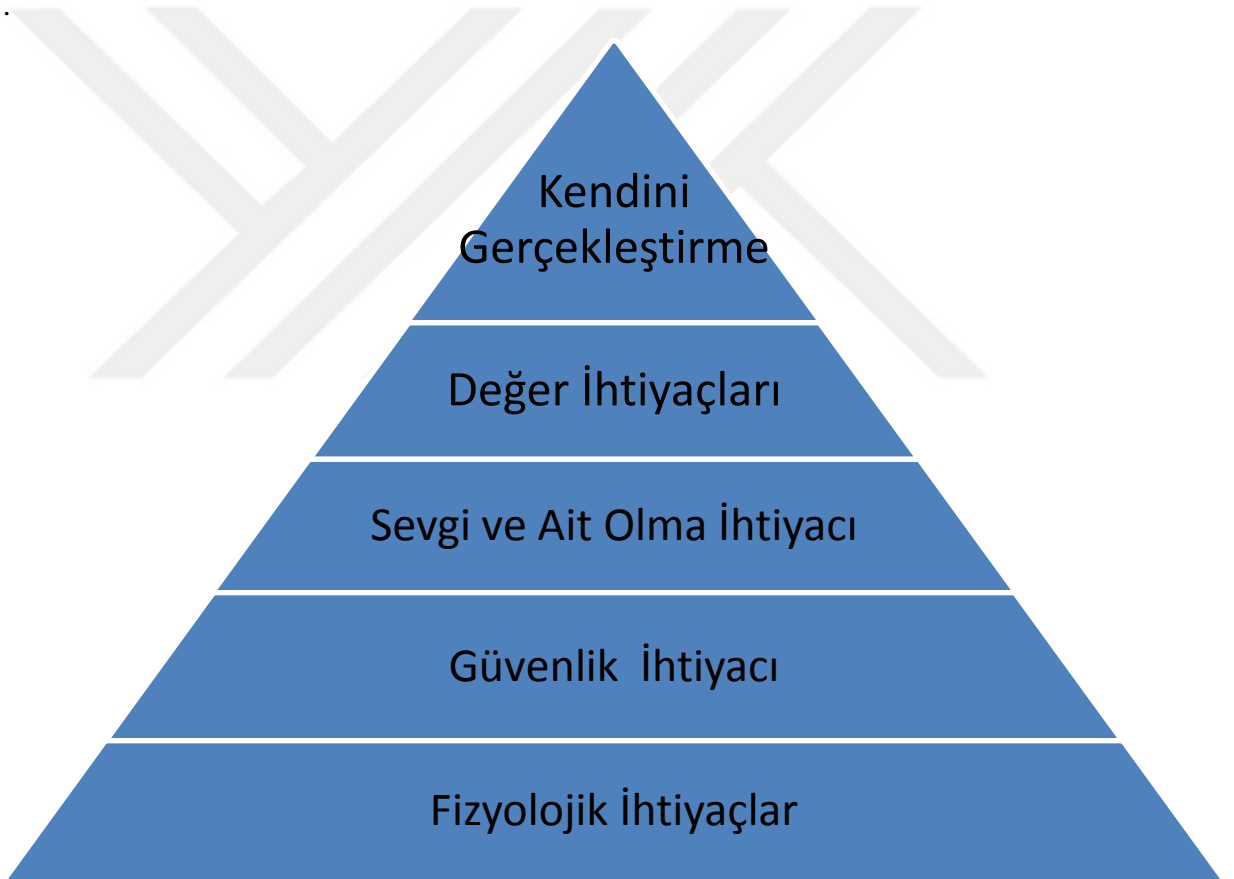 .
Kendini
Gerçekleştirme
Değer İhtiyaçları
Sevgi ve Ait Olma İhtiyacı
Güvenlik  İhtiyacı
Fizyolojik İhtiyaçlar